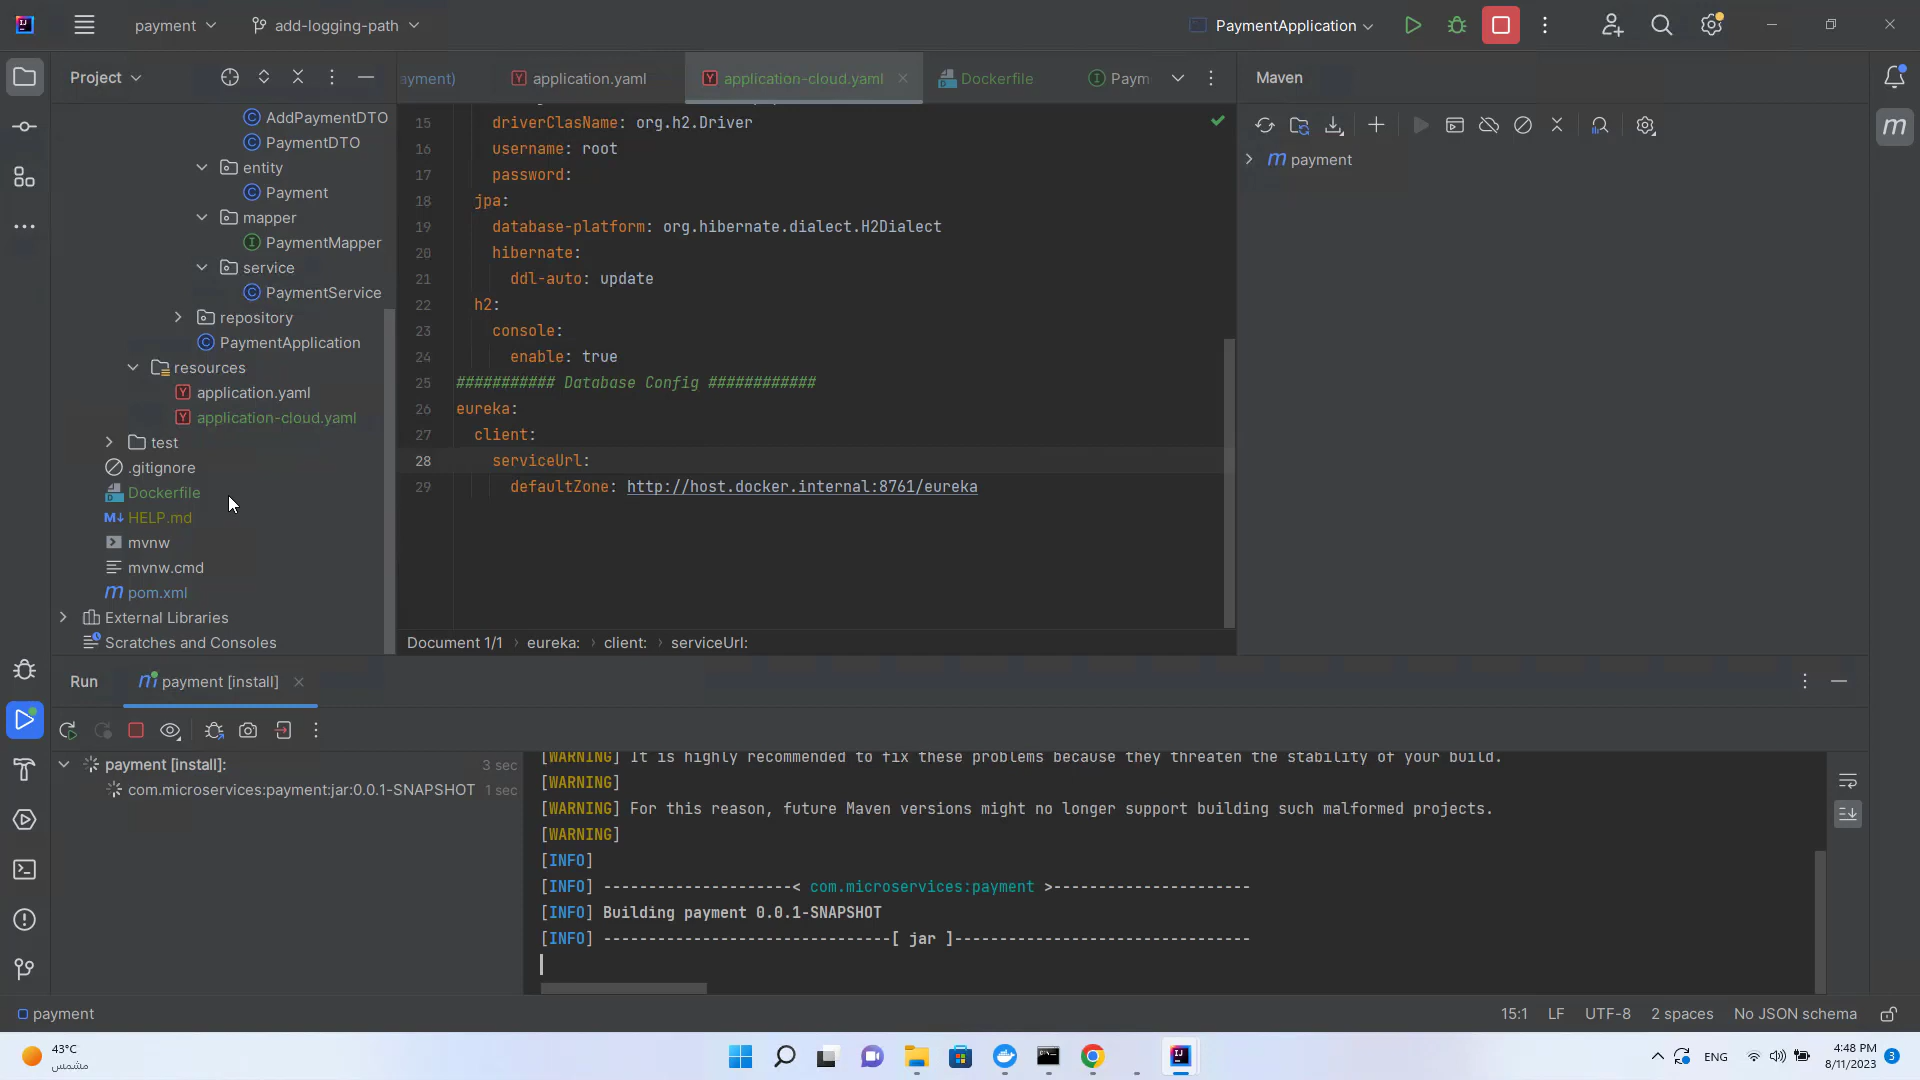 payment
add-logging-path
PaymentApplication
Project
ayment)
application.yaml
application-cloud.yaml
Dockerfile
Paym
Maven
AddPaymentDTO
PaymentDTO
entity
Payment
mapper
PaymentMapper
service
PaymentService
repository
PaymentApplication
resources
application.yaml
application-cloud.yaml
test
.gitignore
Dockerfile
M↓ HELP.md
mvnw
mvnw.cmd
m pom.xml
External Libraries
Scratches and Consoles
15 driverClasName: org.h2.Driver
16 username: root
17 password:
18 jpa:
19 database-platform: org.hibernate.dialect.H2Dialect
20 hibernate:
21 ddl-auto: update
22 h2:
23 console:
24 enable: true
25 ########### Database Config ############
26 eureka:
27 client:
28 serviceUrl:
29 defaultZone: http://host.docker.internal:8761/eureka
Document 1/1 › eureka: › client: › serviceUrl:
m payment
m
Run
m payment [install]
payment [install]: 3 sec
com.microservices:payment:jar:0.0.1-SNAPSHOT 1 sec
[WARNING] It is highly recommended to fix these problems because they threaten the stability of your build.
[WARNING]
[WARNING] For this reason, future Maven versions might no longer support building such malformed projects.
[WARNING]
[INFO]
[INFO] ---------------------< com.microservices:payment >----------------------
[INFO] Building payment 0.0.1-SNAPSHOT
[INFO] --------------------------------[ jar ]---------------------------------
payment
15:1 LF UTF-8 2 spaces No JSON schema
43°C
مشمس
ENG
4:48 PM
8/11/2023
3